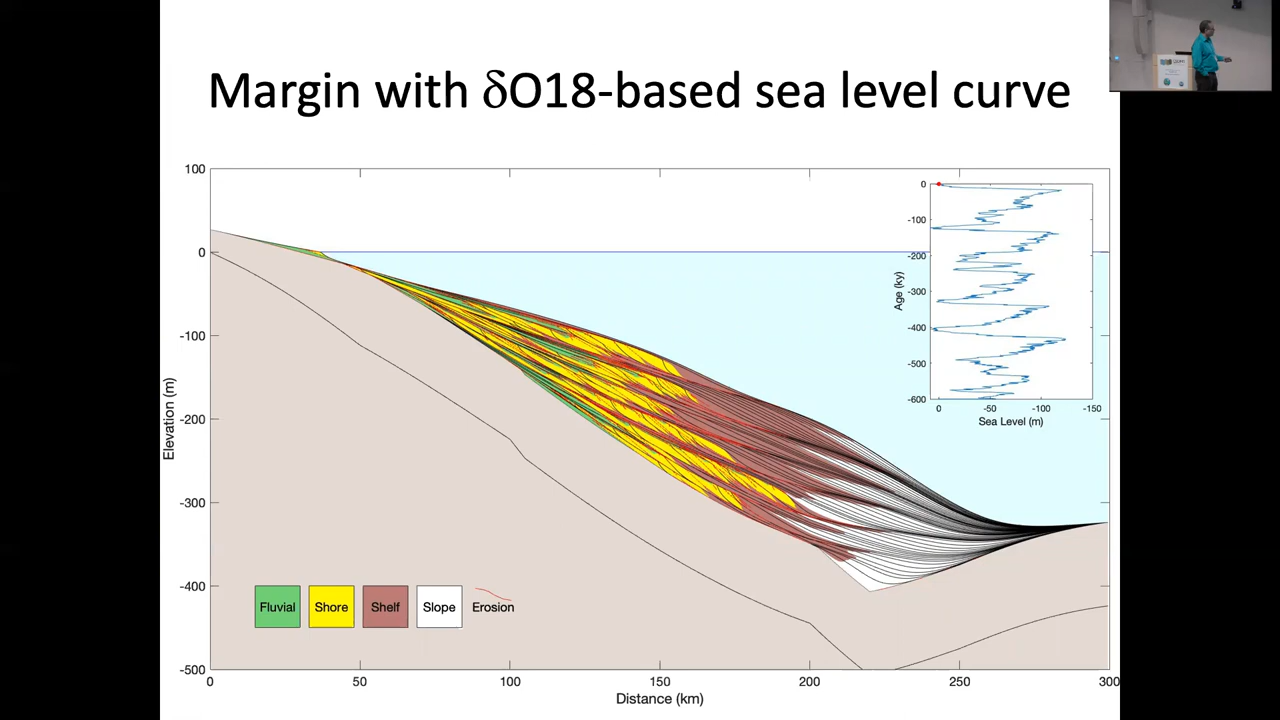 Margin with δO18-based sea level curve
100
0
-100
-200
-300
-400
-500
Elevation (m)
0
50
100
150
200
250
300
Distance (km)
Fluvial
Shore
Shelf
Slope
Erosion
0
-100
-200
-300
-400
-500
-600
Age (ky)
0
-50
-100
-150
Sea Level (m)